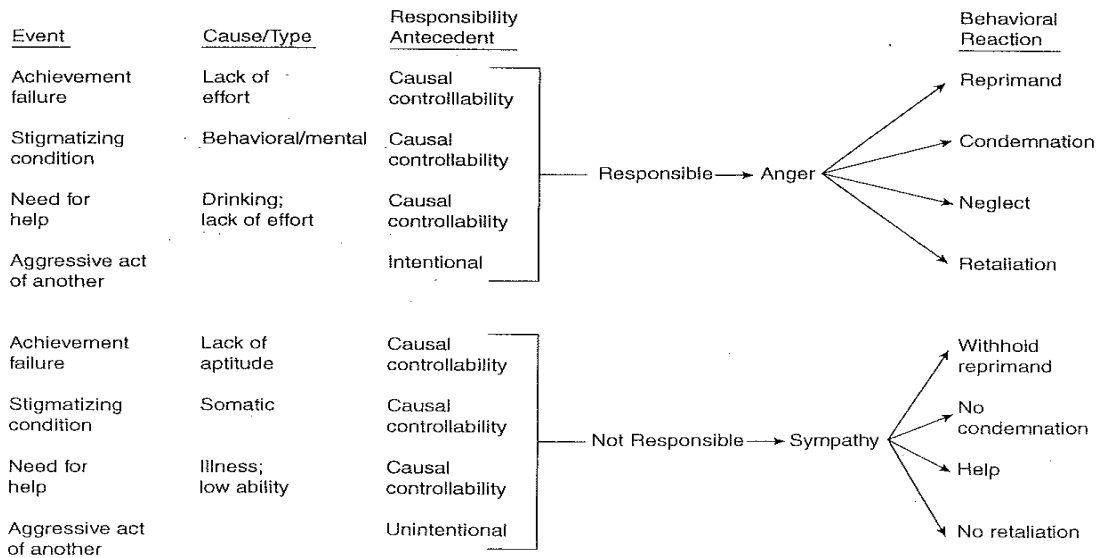 Event
Cause/Type
Responsibility
Antecedent
Behavioral
Reaction
Achievement
failure
Lack of
effort
Causal
controlllability
Stigmatizing
condition
Behavioral/mental
Causal
controllability
Need for
help
Drinking;
lack of effort
Causal
controllability
Aggressive act
of another
Intentional
Responsible
Anger
Reprimand
Condemnation
Neglect
Retaliation
Achievement
failure
Lack of
aptitude
Causal
controllability
Stigmatizing
condition
Somatic
Causal
controllability
Need for
help
Illness;
low ability
Causal
controllability
Aggressive act
of another
Unintentional
Not Responsible
Sympathy
Withhold
reprimand
No
condemnation
Help
No retaliation